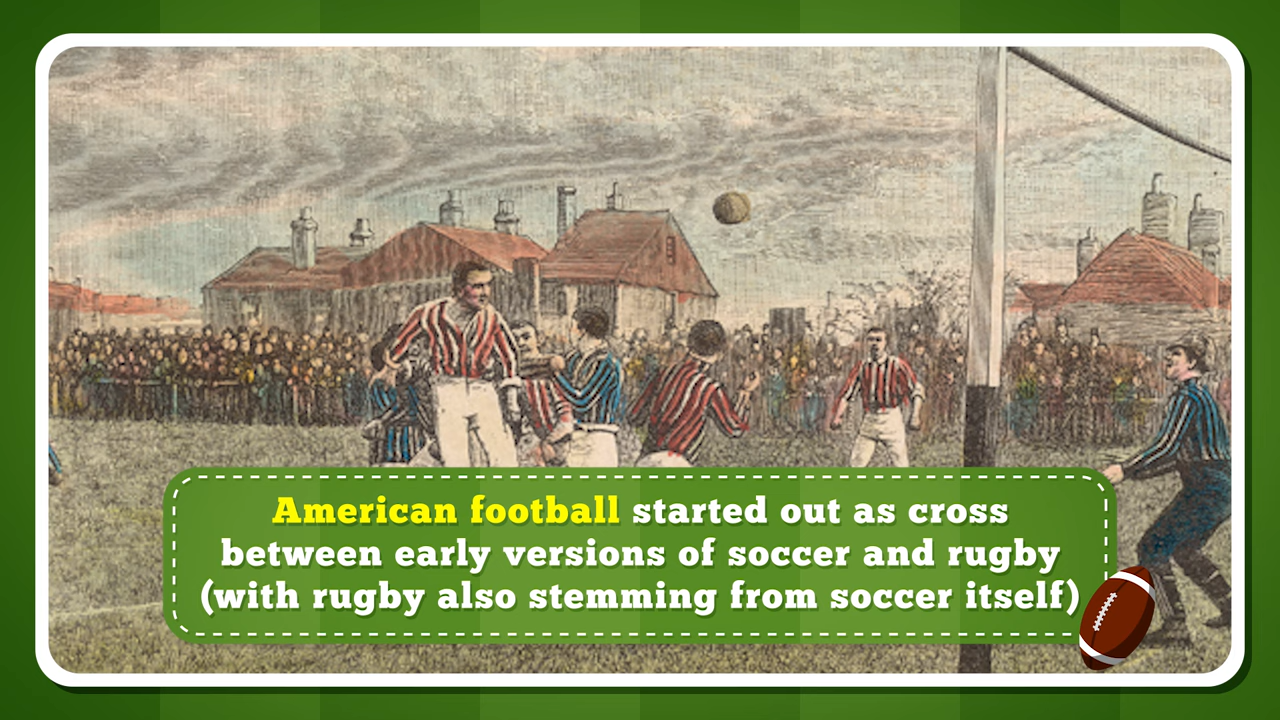 American football started out as cross
between early versions of soccer and rugby
(with rugby also stemming from soccer itself)